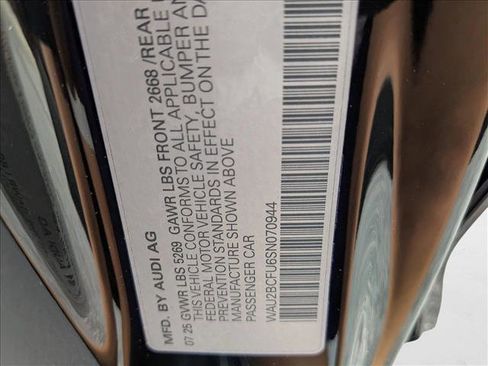 MFD. BY AUDI AG
07.25 GVWR LBS 5269 GAWR LBS FRONT 2668 /REAR
THIS VEHICLE CONFORMS TO ALL APPLICABLE
FEDERAL MOTOR VEHICLE SAFETY, BUMPER AN
PREVENTION STANDARDS IN EFFECT ON THE DA
MANUFACTURE SHOWN ABOVE
PASSENGER CAR
WAU2BCFU6SN070944